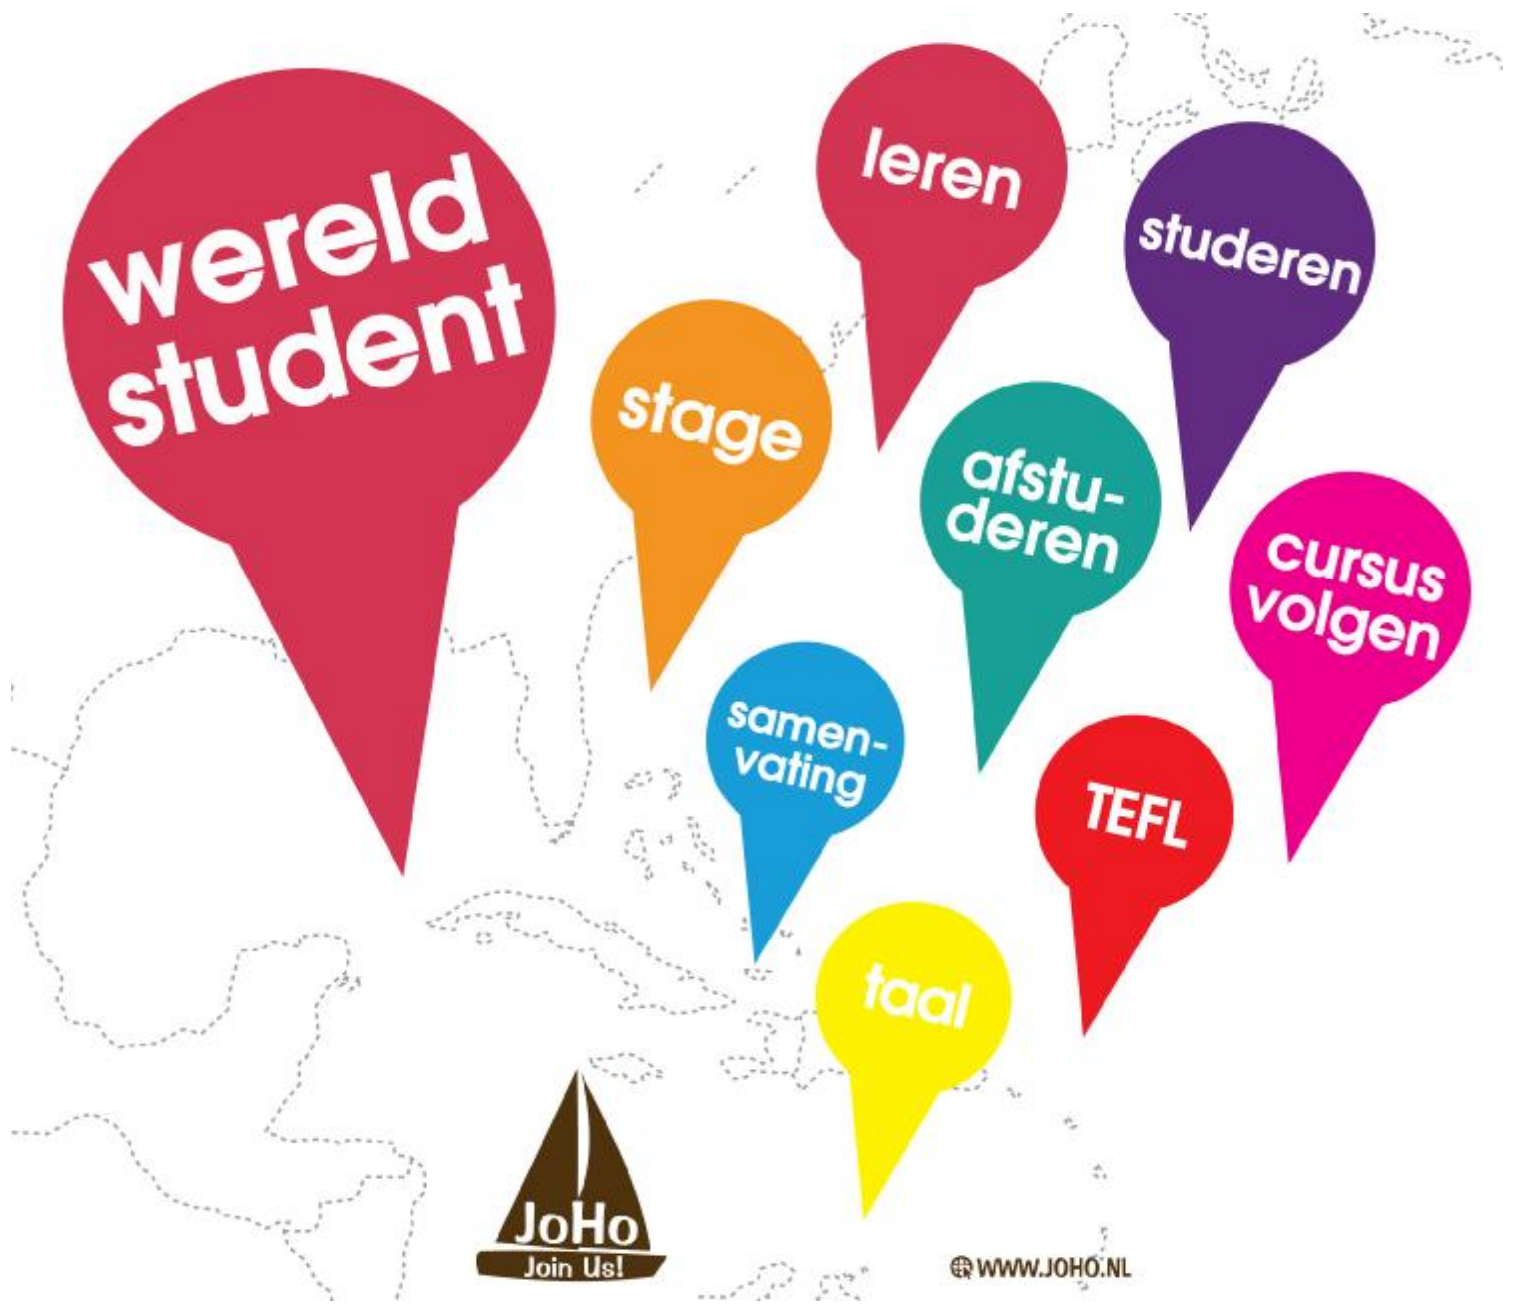 wereld
student
leren
studeren
stage
afstu-
deren
cursus
volgen
samen-
vating
TEFL
taal
JoHo
Join Us!
WWW.JOHO.NL